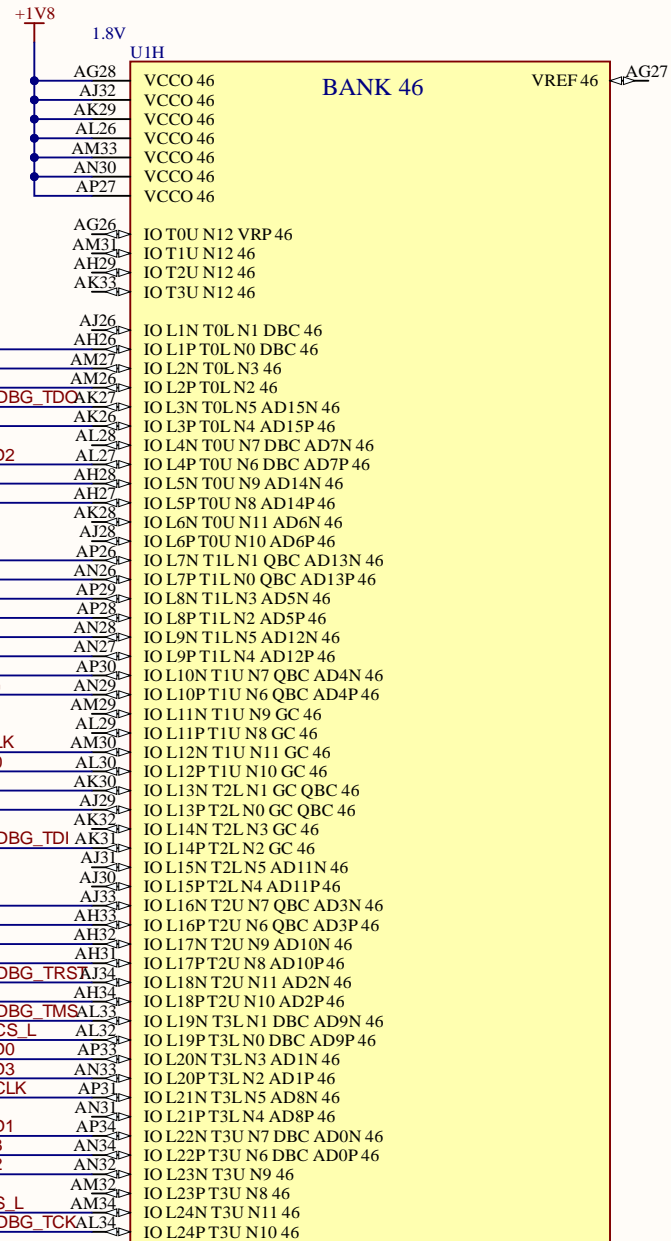 +1V8
1.8V
U1H
BANK 46
AG28 VCCO 46 VREF 46 AG27
AJ32 VCCO 46
AK29 VCCO 46
AL26 VCCO 46
AM33 VCCO 46
AN30 VCCO 46
AP27 VCCO 46
AG26 IO T0U N12 VRP 46
AM31 IO T1U N12 46
AH29 IO T2U N12 46
AK33 IO T3U N12 46
AJ26 IO L1N T0L N1 DBC 46
AH26 IO L1P T0L N0 DBC 46
AM27 IO L2N T0L N3 46
AM26 IO L2P T0L N2 46
DBG_TDO AK27 IO L3N T0L N5 AD15N 46
AK26 IO L3P T0L N4 AD15P 46
AL28 IO L4N T0U N7 DBC AD7N 46
D2 AL27 IO L4P T0U N6 DBC AD7P 46
AH28 IO L5N T0U N9 AD14N 46
AH27 IO L5P T0U N8 AD14P 46
AK28 IO L6N T0U N11 AD6N 46
AJ28 IO L6P T0U N10 AD6P 46
AP26 IO L7N T1L N1 QBC AD13N 46
AN26 IO L7P T1L N0 QBC AD13P 46
AP29 IO L8N T1L N3 AD5N 46
AP28 IO L8P T1L N2 AD5P 46
AN28 IO L9N T1L N5 AD12N 46
AN27 IO L9P T1L N4 AD12P 46
AP30 IO L10N T1U N7 QBC AD4N 46
AN29 IO L10P T1U N6 QBC AD4P 46
AM29 IO L11N T1U N9 GC 46
AL29 IO L11P T1U N8 GC 46
LK AM30 IO L12N T1U N11 GC 46
AL30 IO L12P T1U N10 GC 46
AK30 IO L13N T2L N1 GC QBC 46
AJ29 IO L13P T2L N0 GC QBC 46
AK32 IO L14N T2L N3 GC 46
DBG_TDI AK31 IO L14P T2L N2 GC 46
AJ31 IO L15N T2L N5 AD11N 46
AJ30 IO L15P T2L N4 AD11P 46
AJ33 IO L16N T2U N7 QBC AD3N 46
AH33 IO L16P T2U N6 QBC AD3P 46
AH32 IO L17N T2U N9 AD10N 46
AH31 IO L17P T2U N8 AD10P 46
DBG_TRST AJ34 IO L18N T2U N11 AD2N 46
AH34 IO L18P T2U N10 AD2P 46
DBG_TMS AL33 IO L19N T3L N1 DBC AD9N 46
CS_L AL32 IO L19P T3L N0 DBC AD9P 46
D0 AP33 IO L20N T3L N3 AD1N 46
D3 AN33 IO L20P T3L N2 AD1P 46
CLK AP31 IO L21N T3L N5 AD8N 46
AN31 IO L21P T3L N4 AD8P 46
D1 AP34 IO L22N T3U N7 DBC AD0N 46
AN34 IO L22P T3U N6 DBC AD0P 46
AN32 IO L23N T3U N9 46
AM32 IO L23P T3U N8 46
S_L AM34 IO L24N T3U N11 46
DBG_TCK AL34 IO L24P T3U N10 46